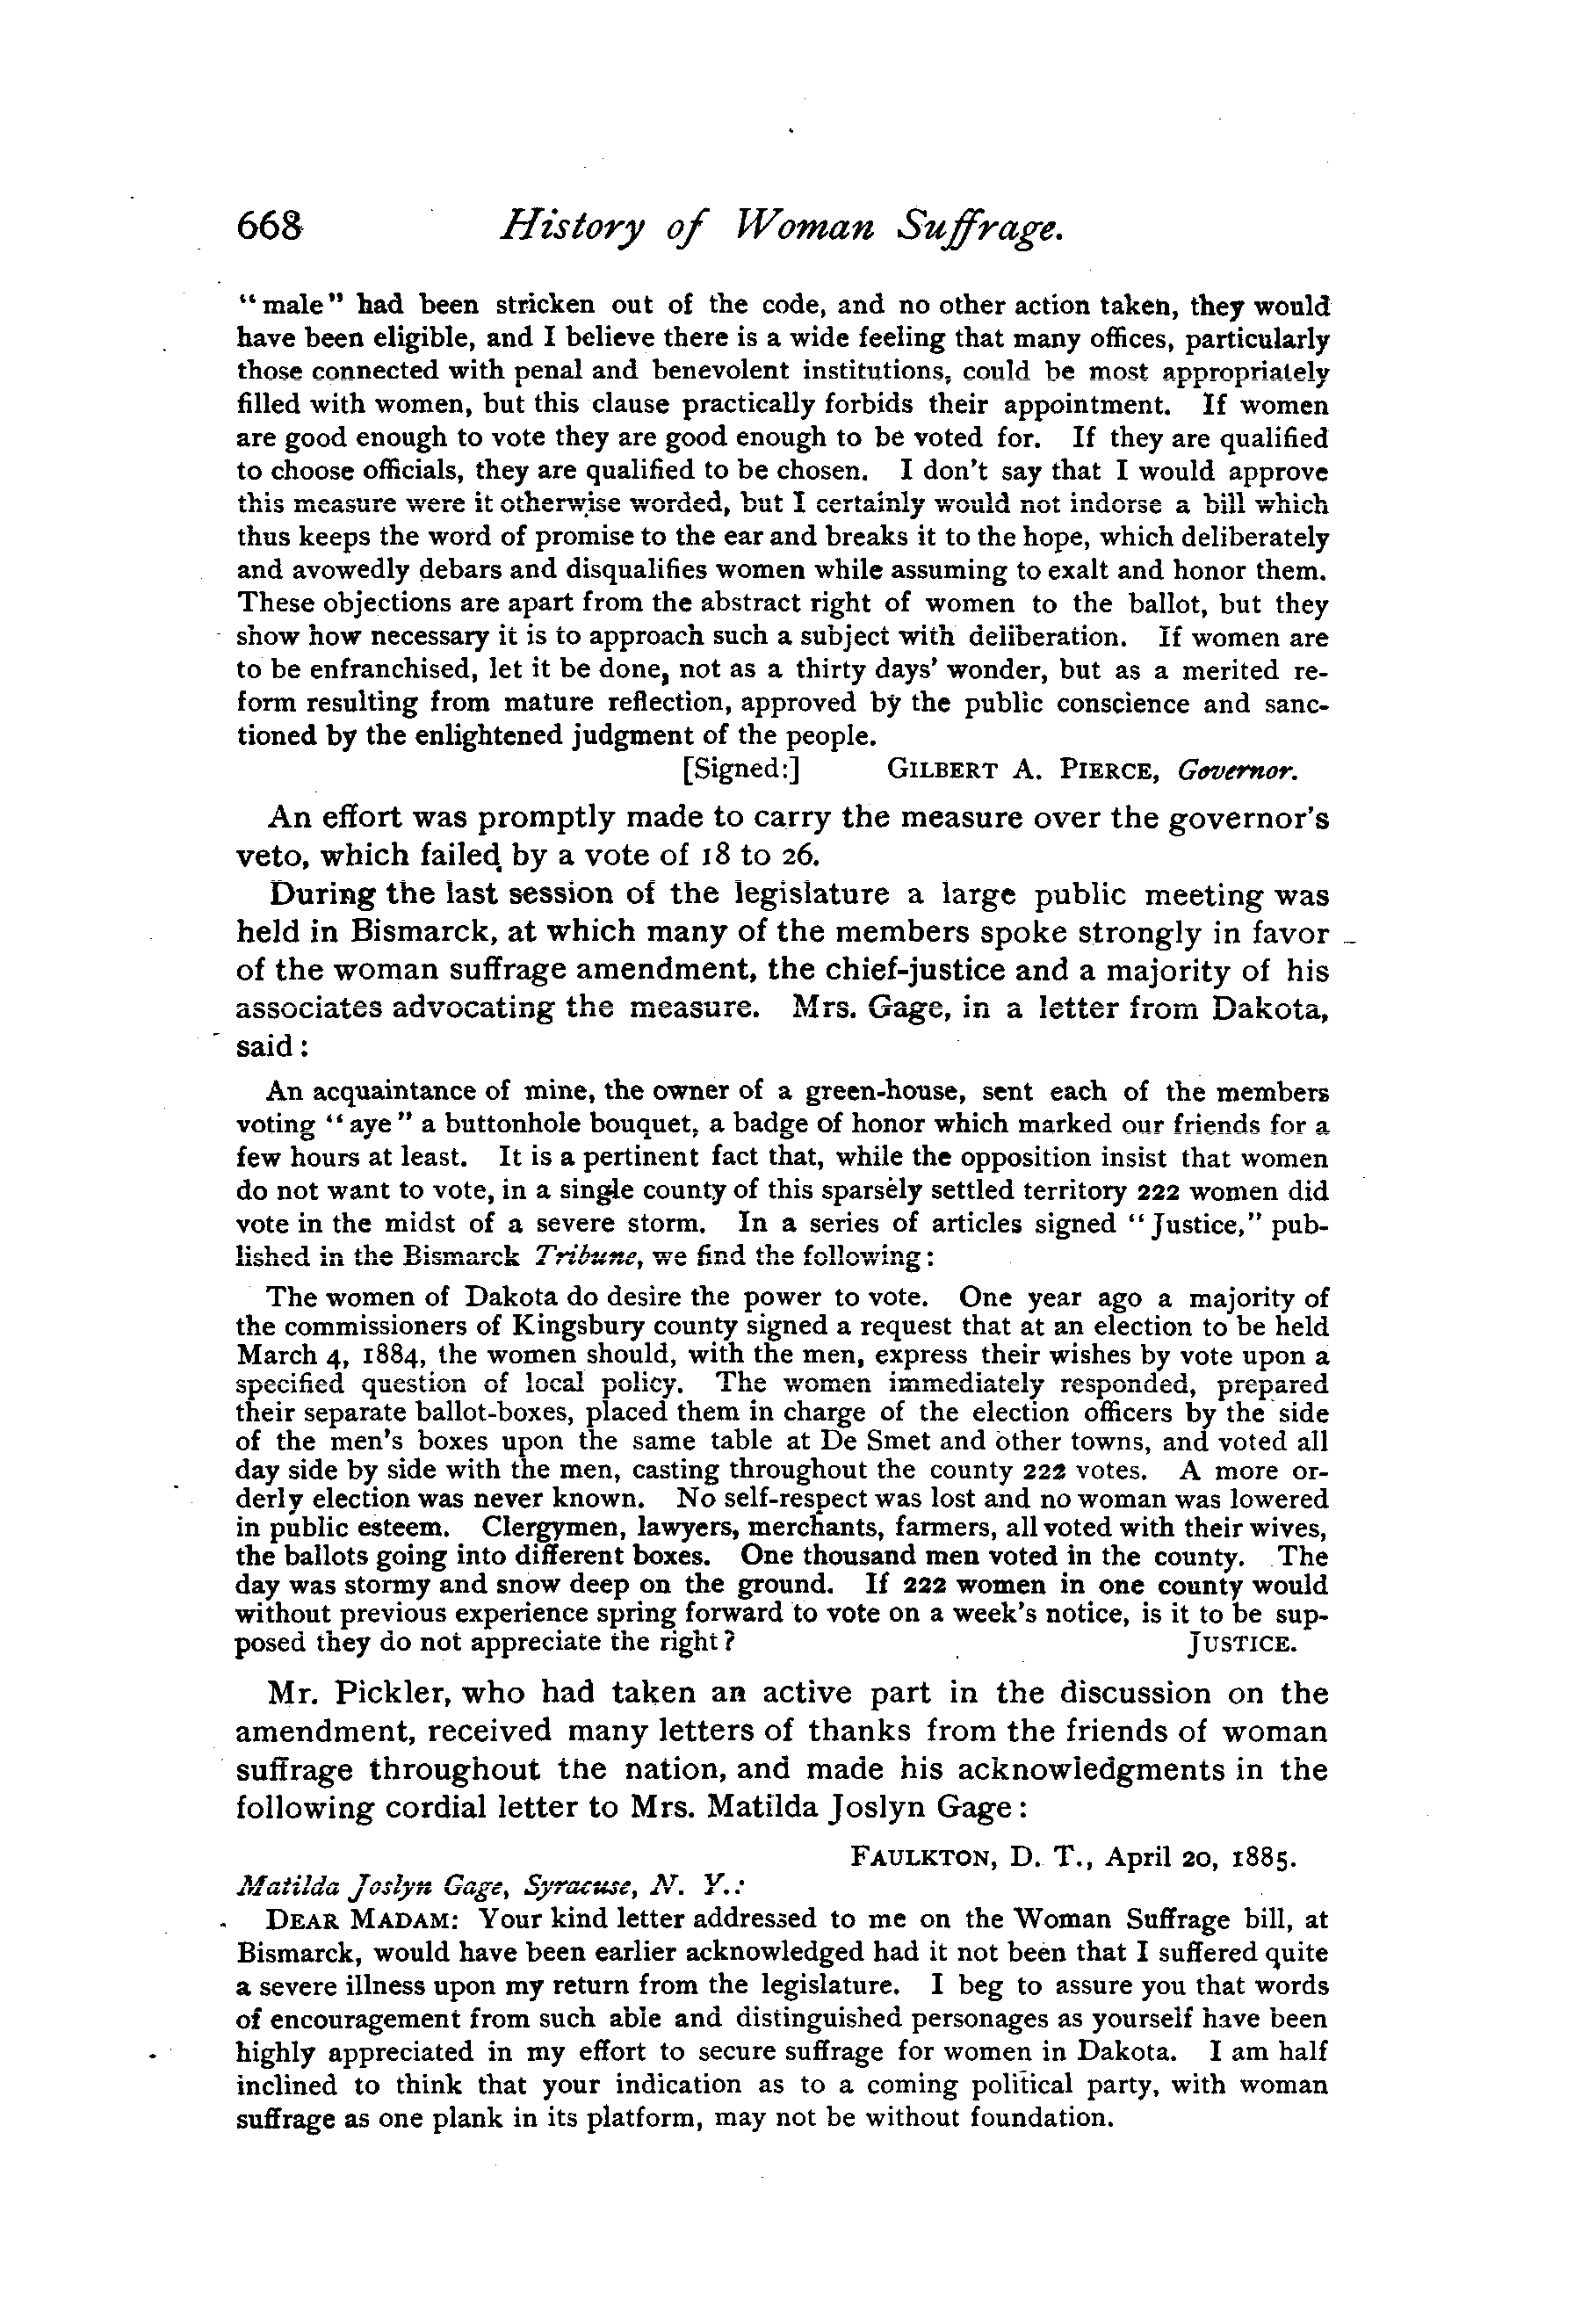 668 History of Woman Suffrage.
"male" had been stricken out of the code, and no other action taken, they would
have been eligible, and I believe there is a wide feeling that many offices, particularly
those connected with penal and benevolent institutions, could be most appropriately
filled with women, but this clause practically forbids their appointment. If women
are good enough to vote they are good enough to be voted for. If they are qualified
to choose officials, they are qualified to be chosen. I don't say that I would approve
this measure were it otherwise worded, but I certainly would not indorse a bill which
thus keeps the word of promise to the ear and breaks it to the hope, which deliberately
and avowedly debars and disqualifies women while assuming to exalt and honor them.
These objections are apart from the abstract right of women to the ballot, but they
show how necessary it is to approach such a subject with deliberation. If women are
to be enfranchised, let it be done, not as a thirty days' wonder, but as a merited re-
form resulting from mature reflection, approved by the public conscience and sanc-
tioned by the enlightened judgment of the people.
[Signed:] GILBERT A. PIERCE, Governor.
An effort was promptly made to carry the measure over the governor's
veto, which failed by a vote of 18 to 26.
During the last session of the legislature a large public meeting was
held in Bismarck, at which many of the members spoke strongly in favor
of the woman suffrage amendment, the chief-justice and a majority of his
associates advocating the measure. Mrs. Gage, in a letter from Dakota,
said:
An acquaintance of mine, the owner of a green-house, sent each of the members
voting "aye" a buttonhole bouquet, a badge of honor which marked our friends for a
few hours at least. It is a pertinent fact that, while the opposition insist that women
do not want to vote, in a single county of this sparsely settled territory 222 women did
vote in the midst of a severe storm. In a series of articles signed "Justice," pub-
lished in the Bismarck Tribune, we find the following:
The women of Dakota do desire the power to vote. One year ago a majority of
the commissioners of Kingsbury county signed a request that at an election to be held
March 4, 1884, the women should, with the men, express their wishes by vote upon a
specified question of local policy. The women immediately responded, prepared
their separate ballot-boxes, placed them in charge of the election officers by the side
of the men's boxes upon the same table at De Smet and other towns, and voted all
day side by side with the men, casting throughout the county 222 votes. A more or-
derly election was never known. No self-respect was lost and no woman was lowered
in public esteem. Clergymen, lawyers, merchants, farmers, all voted with their wives,
the ballots going into different boxes. One thousand men voted in the county. The
day was stormy and snow deep on the ground. If 222 women in one county would
without previous experience spring forward to vote on a week's notice, is it to be sup-
posed they do not appreciate the right? JUSTICE.
Mr. Pickler, who had taken an active part in the discussion on the
amendment, received many letters of thanks from the friends of woman
suffrage throughout the nation, and made his acknowledgments in the
following cordial letter to Mrs. Matilda Joslyn Gage:
FAULKTON, D. T., April 20, 1885.
Matilda Joslyn Gage, Syracuse, N. Y.:
DEAR MADAM: Your kind letter addressed to me on the Woman Suffrage bill, at
Bismarck, would have been earlier acknowledged had it not been that I suffered quite
a severe illness upon my return from the legislature. I beg to assure you that words
of encouragement from such able and distinguished personages as yourself have been
highly appreciated in my effort to secure suffrage for women in Dakota. I am half
inclined to think that your indication as to a coming political party, with woman
suffrage as one plank in its platform, may not be without foundation.